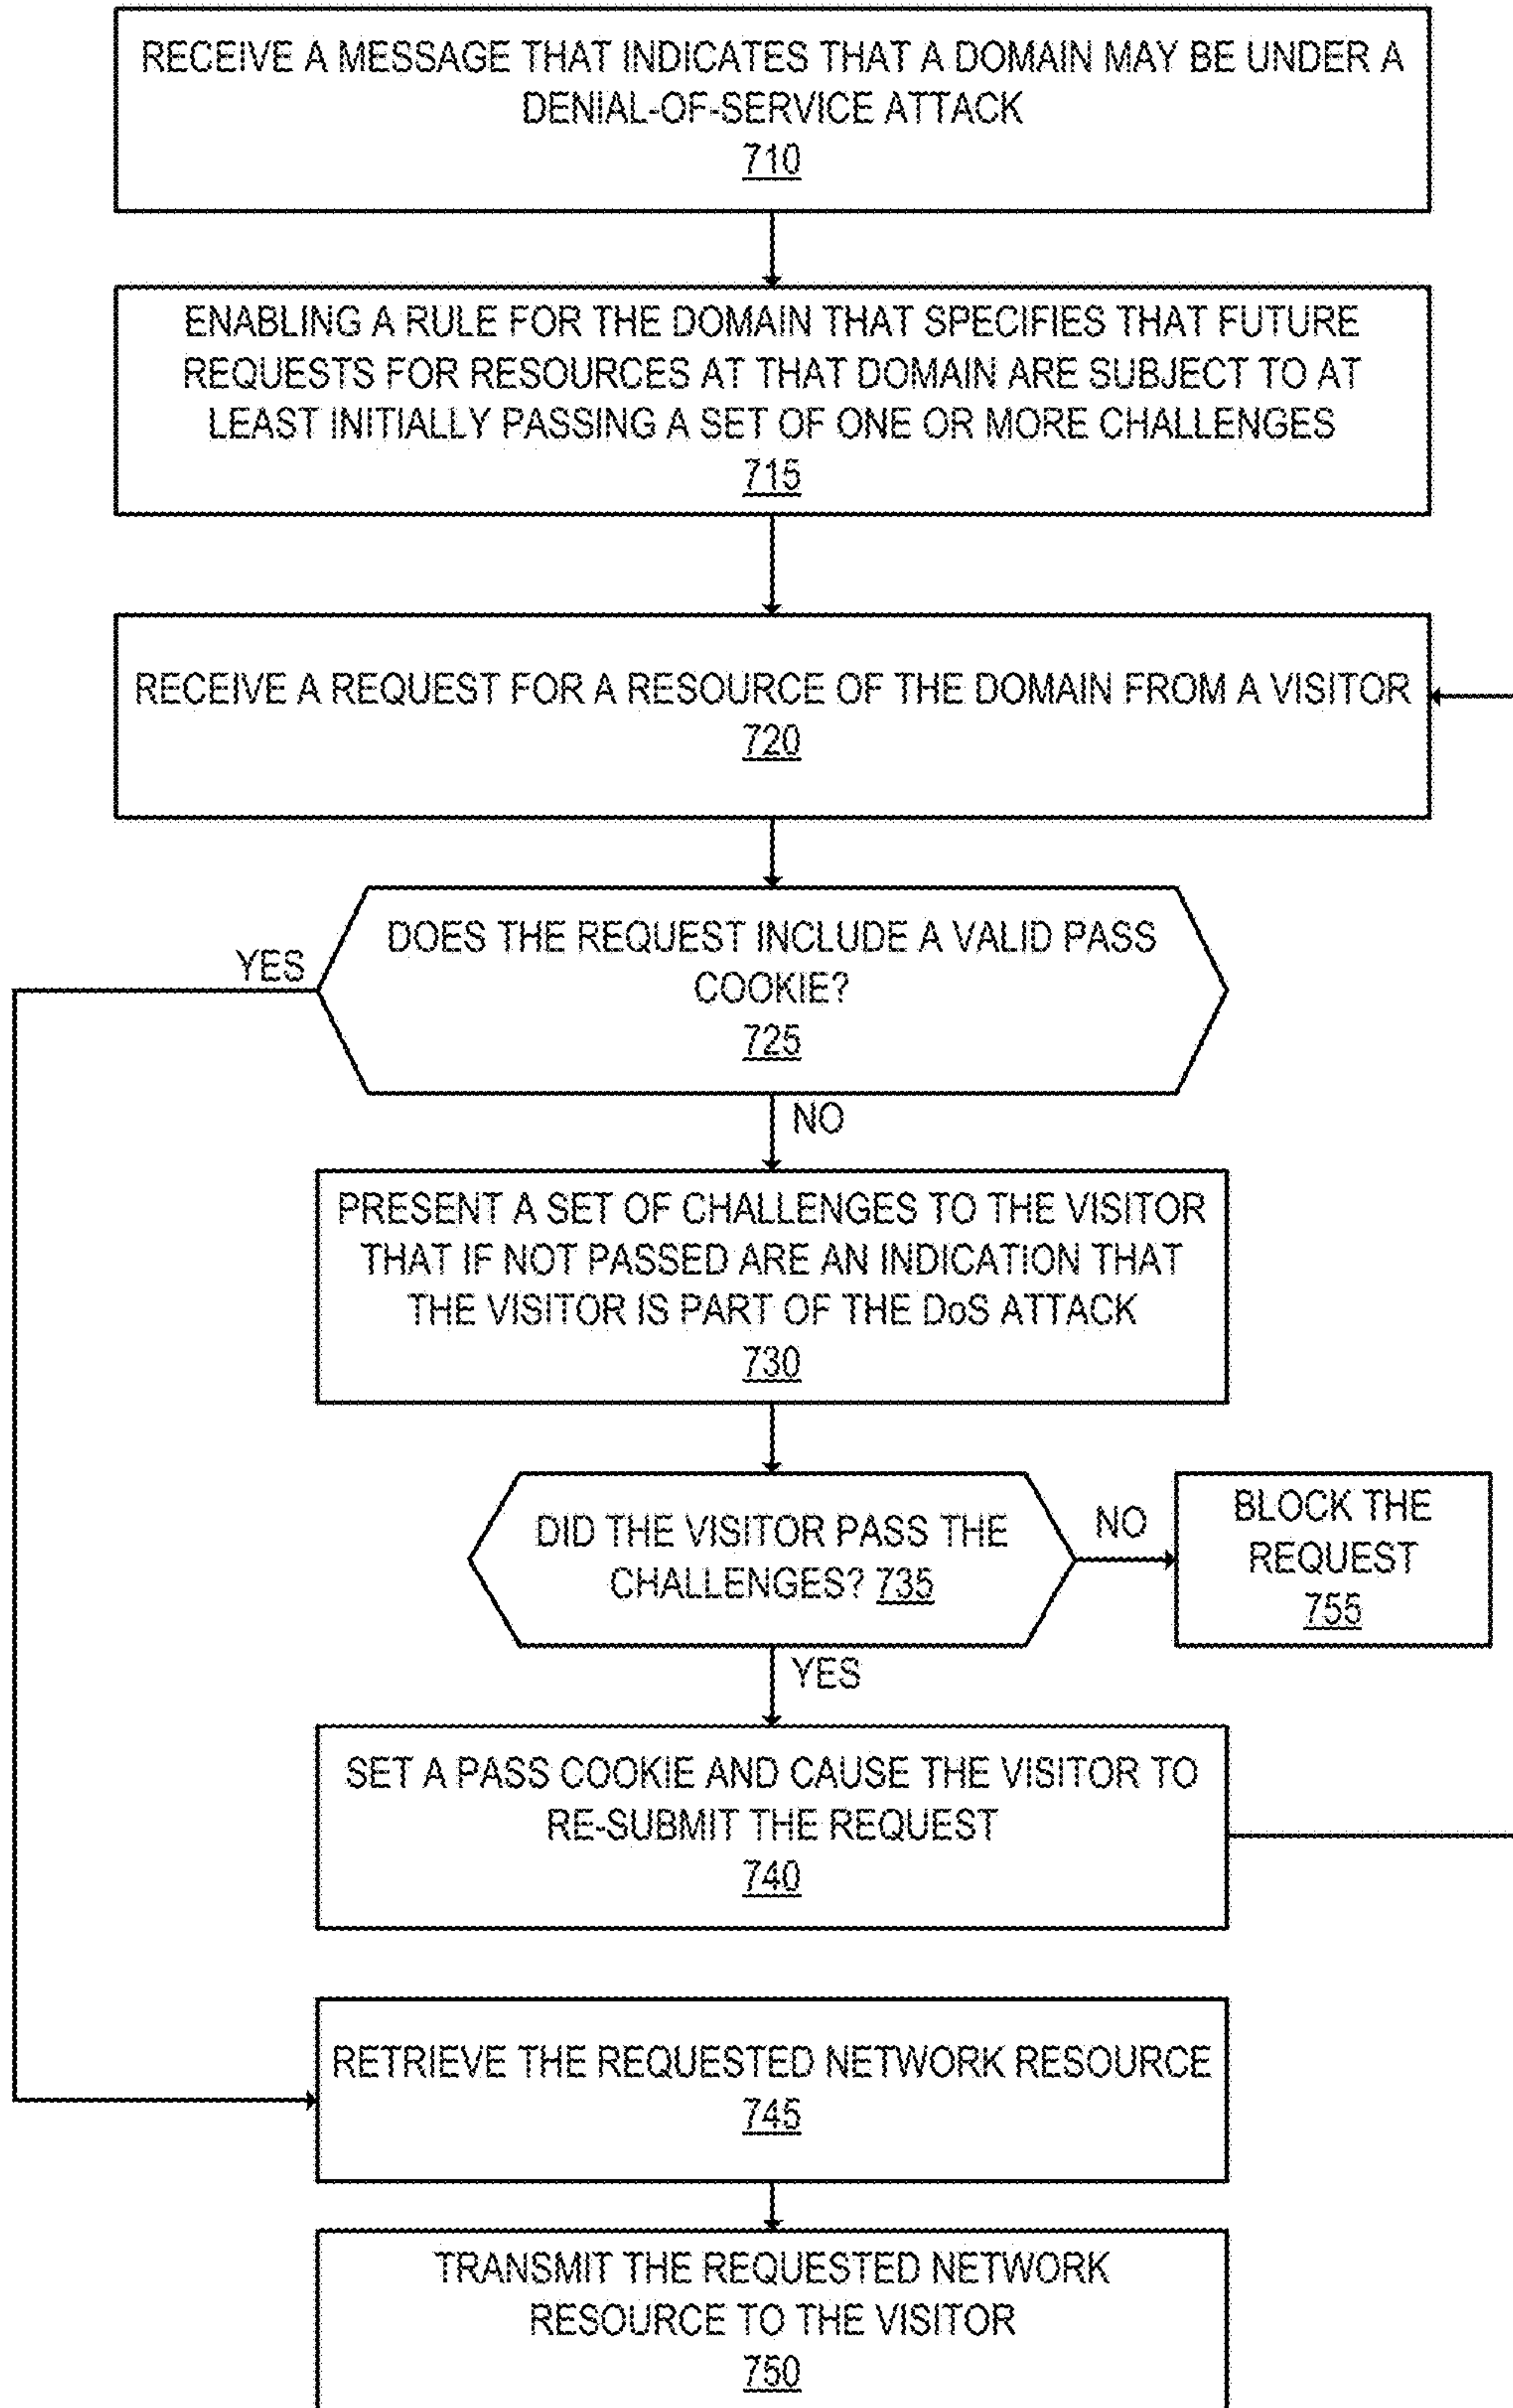 RECEIVE A MESSAGE THAT INDICATES THAT A DOMAIN MAY BE UNDER A
DENIAL-OF-SERVICE ATTACK
710
ENABLING A RULE FOR THE DOMAIN THAT SPECIFIES THAT FUTURE
REQUESTS FOR RESOURCES AT THAT DOMAIN ARE SUBJECT TO AT
LEAST INITIALLY PASSING A SET OF ONE OR MORE CHALLENGES
715
RECEIVE A REQUEST FOR A RESOURCE OF THE DOMAIN FROM A VISITOR
720
DOES THE REQUEST INCLUDE A VALID PASS
COOKIE?
725
YES
NO
PRESENT A SET OF CHALLENGES TO THE VISITOR
THAT IF NOT PASSED ARE AN INDICATION THAT
THE VISITOR IS PART OF THE DoS ATTACK
730
DID THE VISITOR PASS THE
CHALLENGES? 735
NO
BLOCK THE
REQUEST
755
YES
SET A PASS COOKIE AND CAUSE THE VISITOR TO
RE-SUBMIT THE REQUEST
740
RETRIEVE THE REQUESTED NETWORK RESOURCE
745
TRANSMIT THE REQUESTED NETWORK
RESOURCE TO THE VISITOR
750